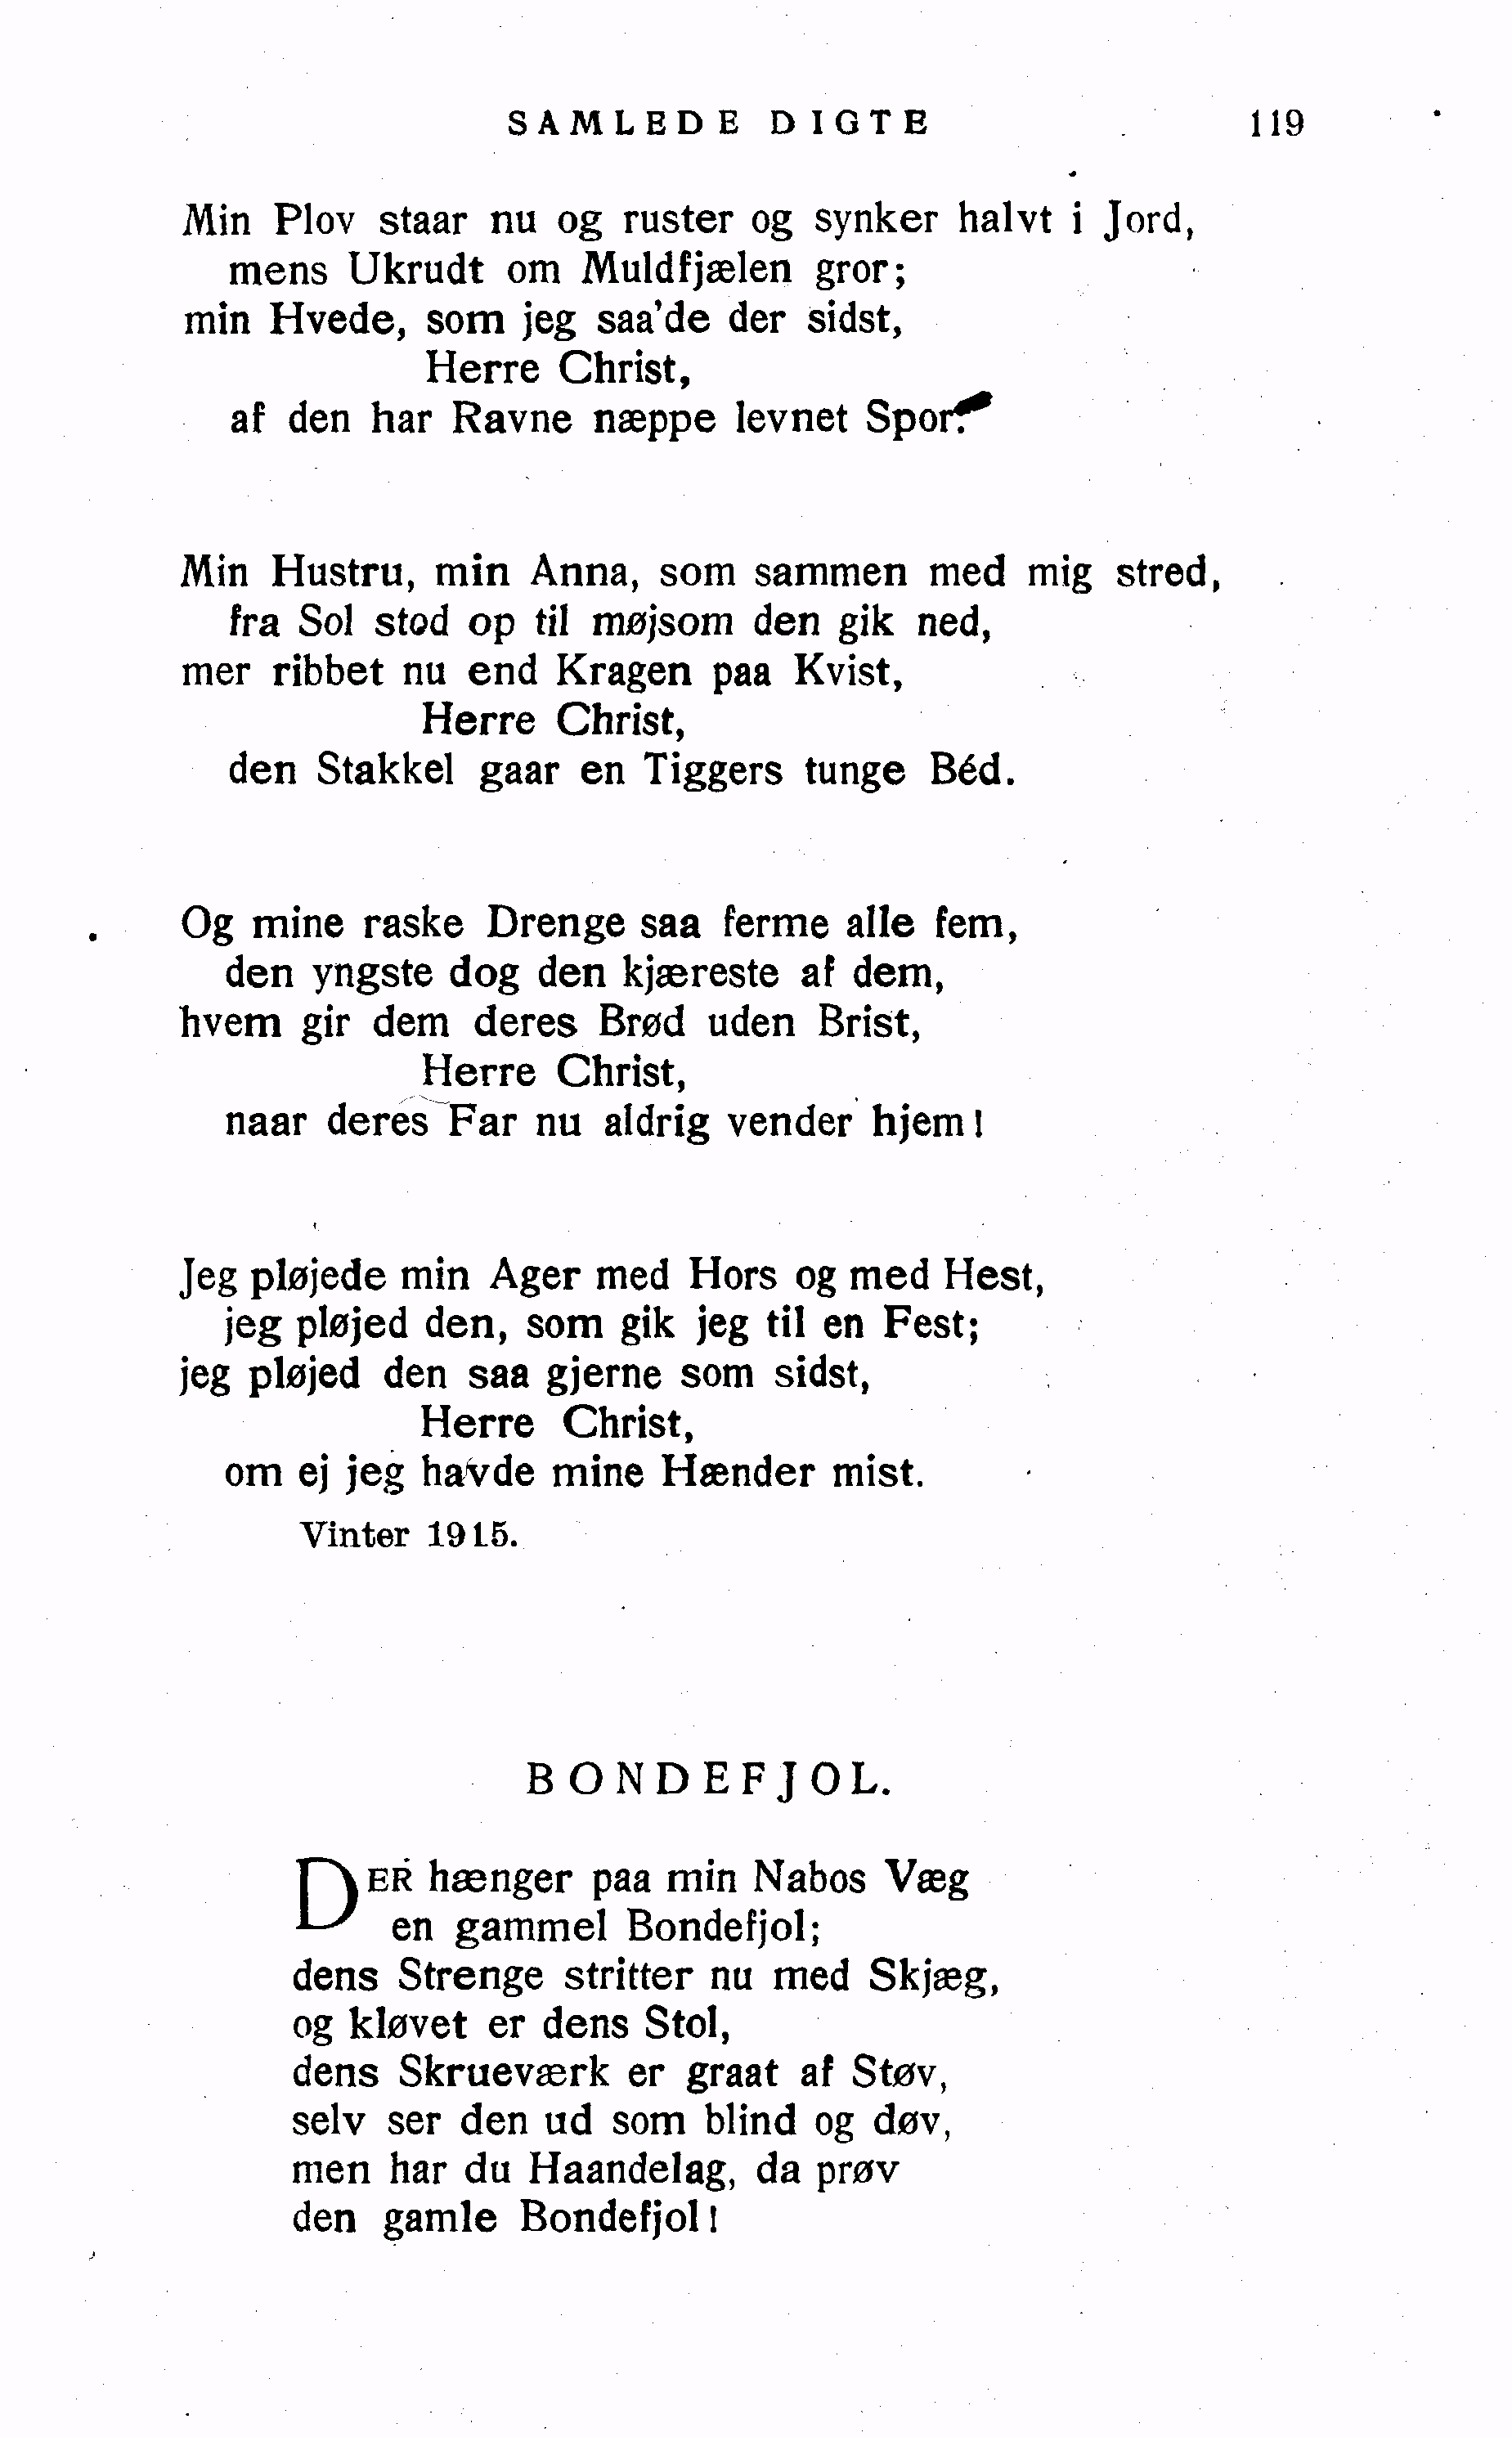 SAMLEDE DIGTE 119
Min Plov staar nu og ruster og synker halvt i Jord,
mens Ukrudt om Muldfjælen gror;
min Hvede, som jeg saa'de der sidst,
Herre Christ,
af den har Ravne næppe levnet Spor.
Min Hustru, min Anna, som sammen med mig stred,
fra Sol stod op til møjsom den gik ned,
mer ribbet nu end Kragen paa Kvist,
Herre Christ,
den Stakkel gaar en Tiggers tunge Béd.
Og mine raske Drenge saa ferme alle fem,
den yngste dog den kjæreste af dem,
hvem gir dem deres Brød uden Brist,
Herre Christ,
naar deres Far nu aldrig vender hjem!
Jeg pløjede min Ager med Hors og med Hest,
jeg pløjed den, som gik jeg til en Fest;
jeg pløjed den saa gjerne som sidst,
Herre Christ,
om ej jeg havde mine Hænder mist.
Vinter 1915.
BONDEFJOL.
DER hænger paa min Nabos Væg
en gammel Bondefjol;
dens Strenge stritter nu med Skjæg,
og kløvet er dens Stol,
dens Skrueværk er graat af Støv,
selv ser den ud som blind og døv,
men har du Haandelag, da prøv
den gamle Bondefjol!